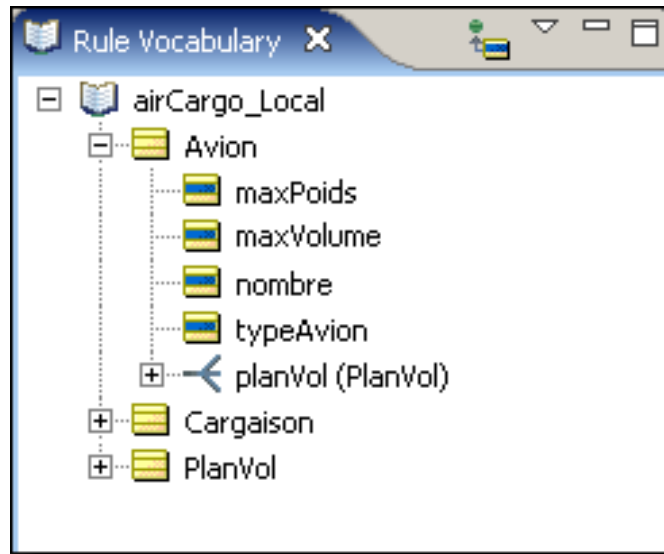 Rule Vocabulary
airCargo_Local
Avion
maxPoids
maxVolume
nombre
typeAvion
planVol (PlanVol)
Cargaison
PlanVol